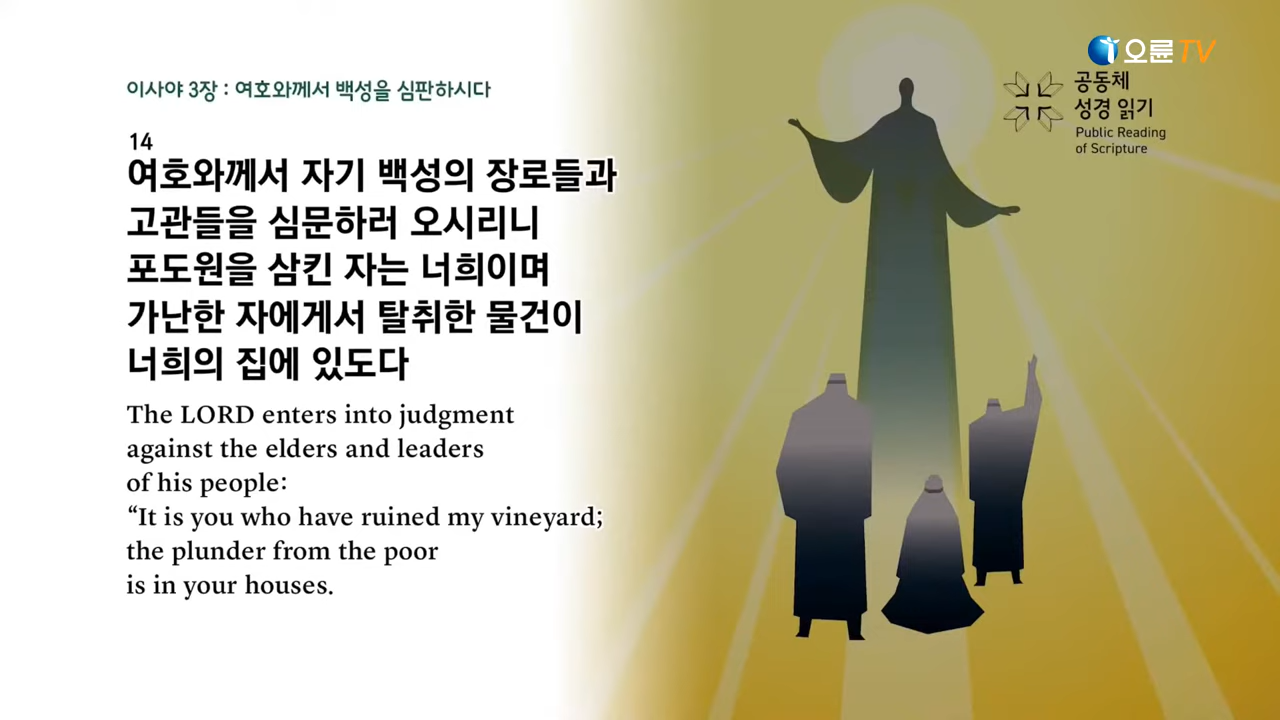 이사야 3장 : 여호와께서 백성을 심판하시다
14
여호와께서 자기 백성의 장로들과
고관들을 심문하러 오시리니
포도원을 삼킨 자는 너희이며
가난한 자에게서 탈취한 물건이
너희의 집에 있도다
The LORD enters into judgment
against the elders and leaders
of his people:
“It is you who have ruined my vineyard;
the plunder from the poor
is in your houses.
오륜TV
공동체
성경 읽기
Public Reading
of Scripture